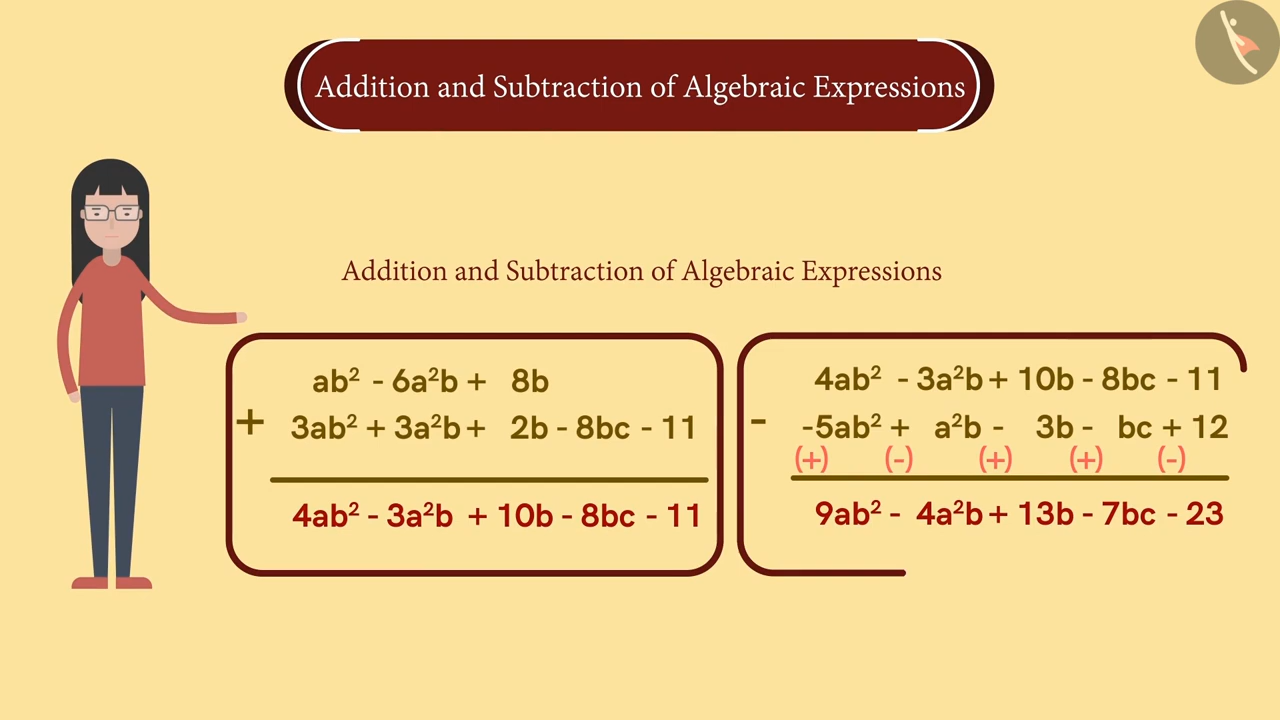 Addition and Subtraction of Algebraic Expressions
Addition and Subtraction of Algebraic Expressions
ab² - 6a²b + 8b
+ 3ab² + 3a²b + 2b - 8bc - 11
4ab² - 3a²b + 10b - 8bc - 11
4ab² - 3a²b + 10b - 8bc - 11
- -5ab² + a²b - 3b - bc + 12
(+) (-) (+) (+) (-)
9ab² - 4a²b + 13b - 7bc - 23